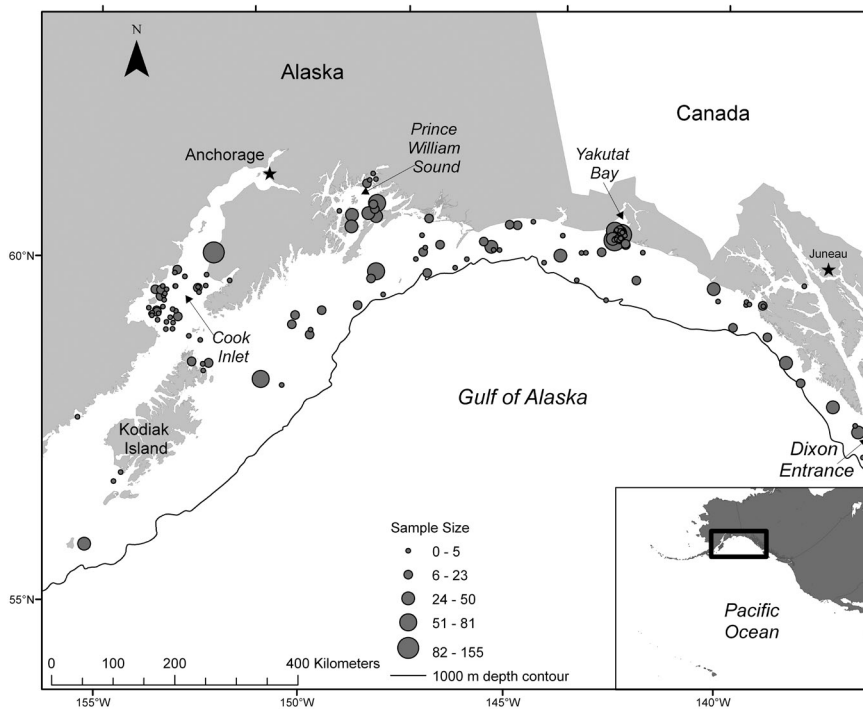 N
Alaska
Canada
Prince
William
Sound
Yakutat
Bay
Anchorage
Juneau
60°N
Cook
Inlet
Gulf of Alaska
Kodiak
Island
Dixon
Entrance
Sample Size
0 - 5
6 - 23
24 - 50
51 - 81
82 - 155
1000 m depth contour
Pacific
Ocean
55°N
0 100 200 400 Kilometers
155°W 150°W 145°W 140°W